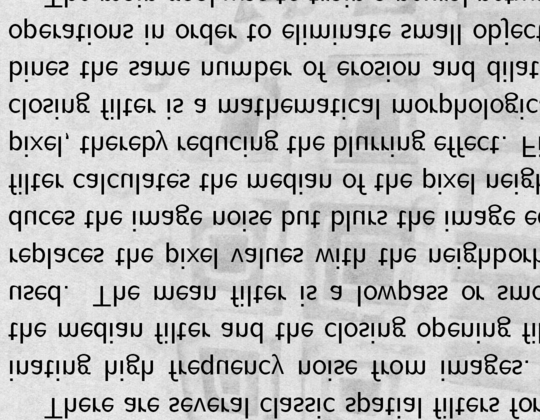 There are several classic spatial filters for
inating high frequency noise from images.
the median filter and the closing opening fil
used. The mean filter is a lowpass or smo
replaces the pixel values with the neighborh
duces the image noise but blurs the image e
filter calculates the median of the pixel neigh
pixel, thereby reducing the blurring effect. Fi
closing filter is a mathematical morphologic
bines the same number of erosion and dilat
operations in order to eliminate small object